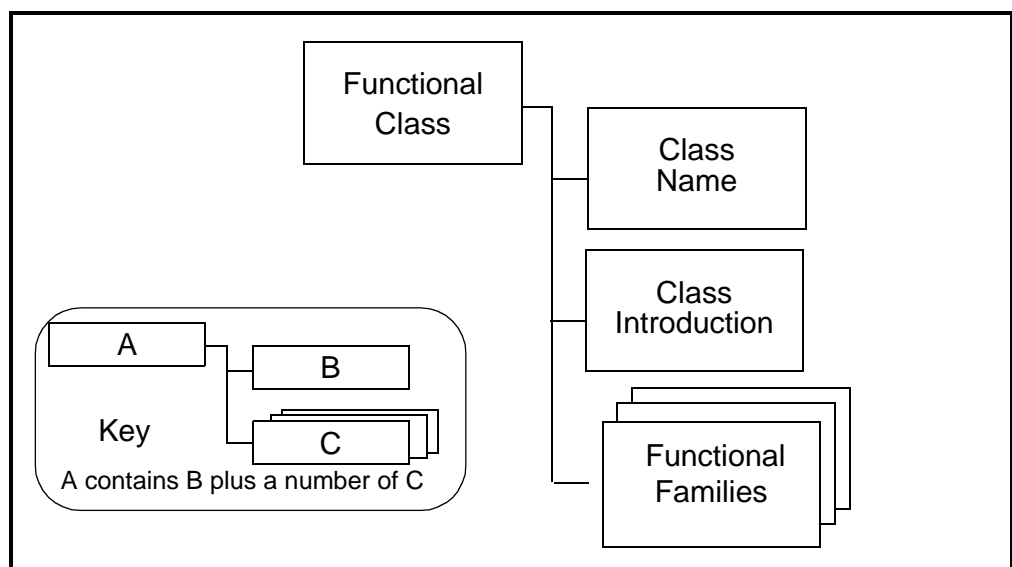 Functional
Class
Class
Name
Class
Introduction
Functional
Families
A
B
C
Key
A contains B plus a number of C